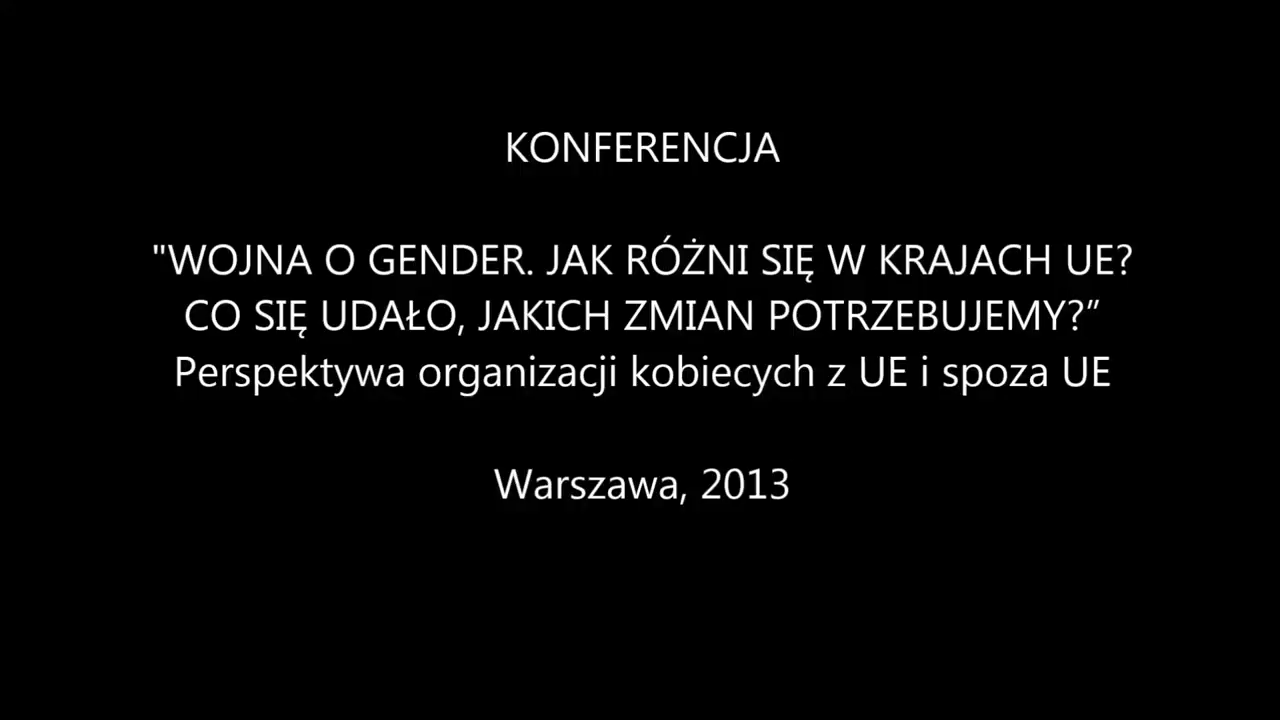 KONFERENCJA
"WOJNA O GENDER. JAK RÓŻNI SIĘ W KRAJACH UE?
CO SIĘ UDAŁO, JAKICH ZMIAN POTRZEBUJEMY?”
Perspektywa organizacji kobiecych z UE i spoza UE
Warszawa, 2013